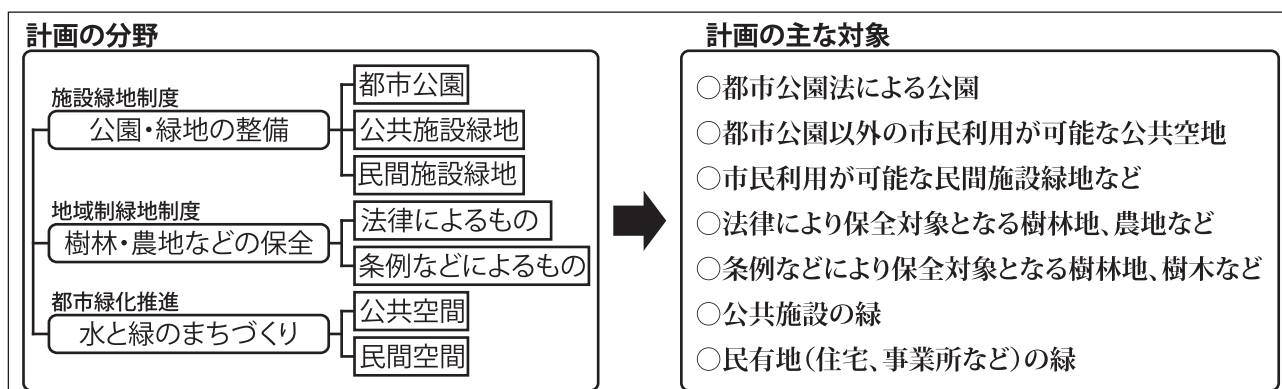 計画の分野
施設緑地制度
公園・緑地の整備
都市公園
公共施設緑地
民間施設緑地
地域制緑地制度
樹林・農地などの保全
法律によるもの
条例などによるもの
都市緑化推進
水と緑のまちづくり
公共空間
民間空間
計画の主な対象
○都市公園法による公園
○都市公園以外の市民利用が可能な公共空地
○市民利用が可能な民間施設緑地など
○法律により保全対象となる樹林地、農地など
○条例などにより保全対象となる樹林地、樹木など
○公共施設の緑
○民有地(住宅、事業所など)の緑